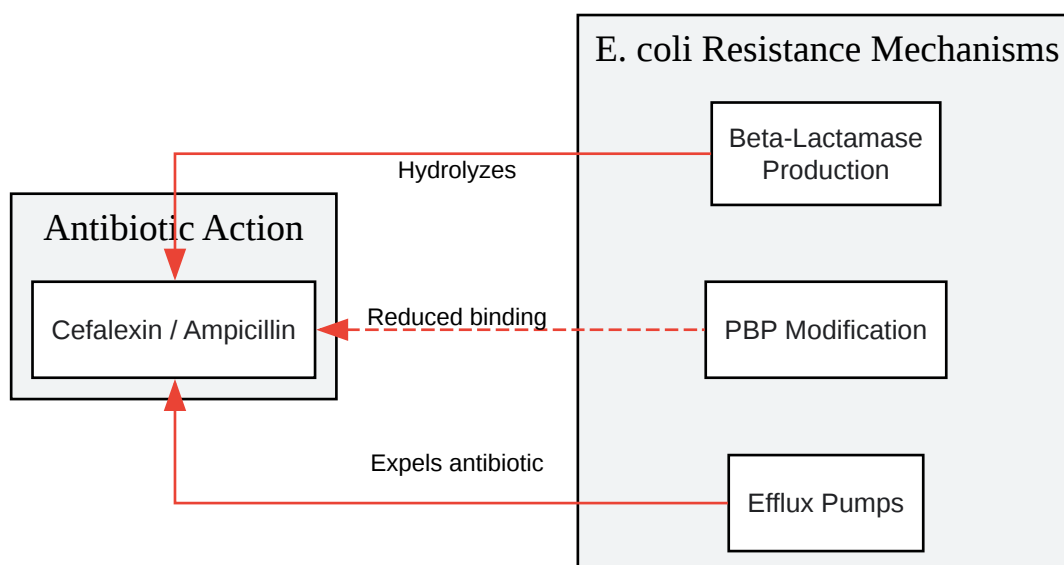 E. coli Resistance Mechanisms
Beta-Lactamase
Production
Hydrolyzes
Antibiotic Action
Cefalexin / Ampicillin
Reduced binding
PBP Modification
Expels antibiotic
Efflux Pumps